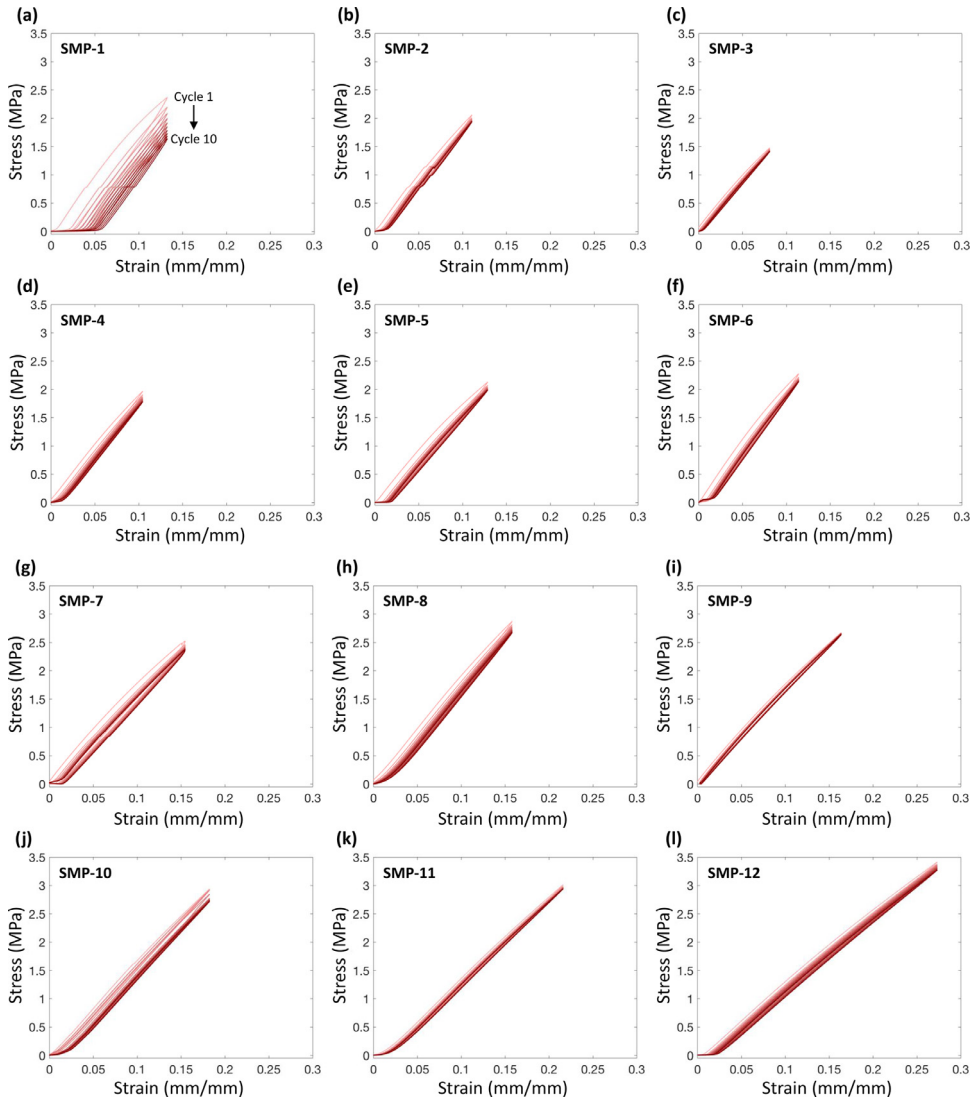 (a) (b) (c)
SMP-1 SMP-2 SMP-3
Cycle 1
Cycle 10
Stress (MPa) Stress (MPa) Stress (MPa)
3.5 3.5 3.5
3 3 3
2.5 2.5 2.5
2 2 2
1.5 1.5 1.5
1 1 1
0.5 0.5 0.5
0 0 0
0 0.05 0.1 0.15 0.2 0.25 0.3 0 0.05 0.1 0.15 0.2 0.25 0.3 0 0.05 0.1 0.15 0.2 0.25 0.3
Strain (mm/mm) Strain (mm/mm) Strain (mm/mm)
(d) (e) (f)
SMP-4 SMP-5 SMP-6
Stress (MPa) Stress (MPa) Stress (MPa)
3.5 3.5 3.5
3 3 3
2.5 2.5 2.5
2 2 2
1.5 1.5 1.5
1 1 1
0.5 0.5 0.5
0 0 0
0 0.05 0.1 0.15 0.2 0.25 0.3 0 0.05 0.1 0.15 0.2 0.25 0.3 0 0.05 0.1 0.15 0.2 0.25 0.3
Strain (mm/mm) Strain (mm/mm) Strain (mm/mm)
(g) (h) (i)
SMP-7 SMP-8 SMP-9
Stress (MPa) Stress (MPa) Stress (MPa)
3.5 3.5 3.5
3 3 3
2.5 2.5 2.5
2 2 2
1.5 1.5 1.5
1 1 1
0.5 0.5 0.5
0 0 0
0 0.05 0.1 0.15 0.2 0.25 0.3 0 0.05 0.1 0.15 0.2 0.25 0.3 0 0.05 0.1 0.15 0.2 0.25 0.3
Strain (mm/mm) Strain (mm/mm) Strain (mm/mm)
(j) (k) (l)
SMP-10 SMP-11 SMP-12
Stress (MPa) Stress (MPa) Stress (MPa)
3.5 3.5 3.5
3 3 3
2.5 2.5 2.5
2 2 2
1.5 1.5 1.5
1 1 1
0.5 0.5 0.5
0 0 0
0 0.05 0.1 0.15 0.2 0.25 0.3 0 0.05 0.1 0.15 0.2 0.25 0.3 0 0.05 0.1 0.15 0.2 0.25 0.3
Strain (mm/mm) Strain (mm/mm) Strain (mm/mm)